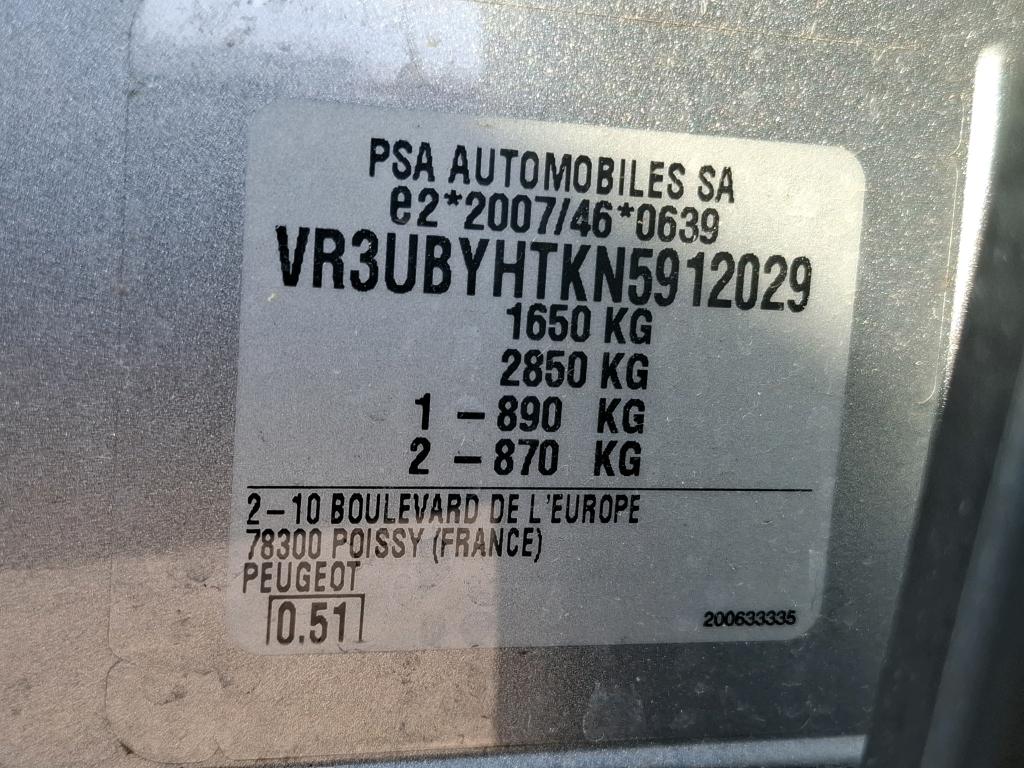 PSA AUTOMOBILES SA
e2*2007/46*0639
VR3UBYHTKN5912029
1650 KG
2850 KG
1 – 890 KG
2 – 870 KG
2–10 BOULEVARD DE L'EUROPE
78300 POISSY (FRANCE)
PEUGEOT
0.51
200633335